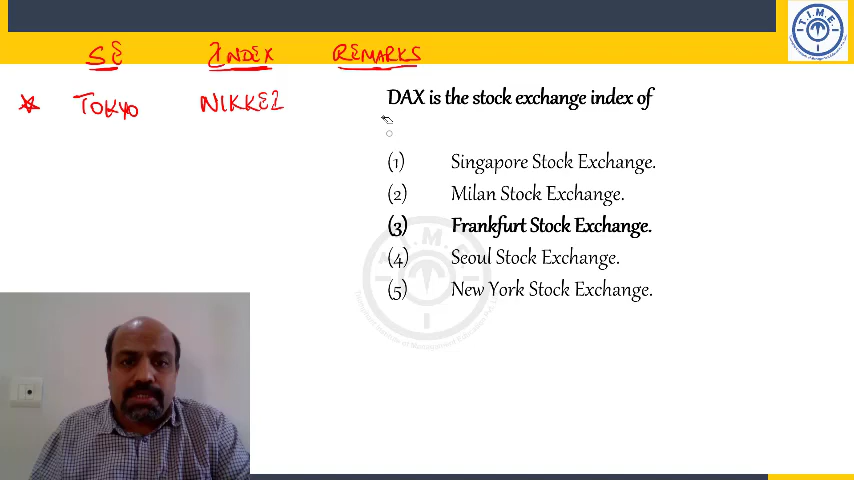 T.I.M.E.
SE INDEX REMARKS
TOKYO NIKKEI
DAX is the stock exchange index of
(1) Singapore Stock Exchange.
(2) Milan Stock Exchange.
(3) Frankfurt Stock Exchange.
(4) Seoul Stock Exchange.
(5) New York Stock Exchange.
T.I.M.E.